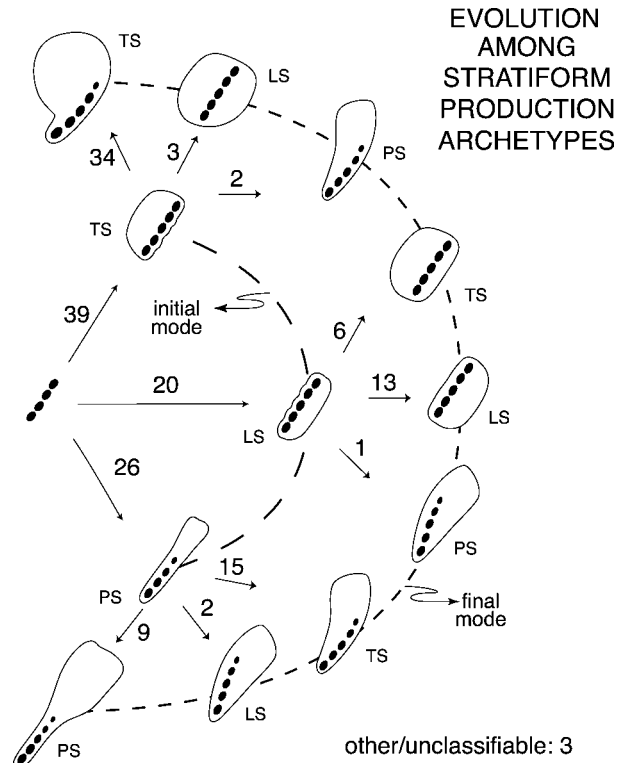 EVOLUTION
AMONG
STRATIFORM
PRODUCTION
ARCHETYPES
TS
LS
PS
34
3
2
TS
TS
39
initial
mode
6
20
13
LS
LS
26
1
PS
PS
15
2
9
final
mode
TS
LS
PS
other/unclassifiable: 3